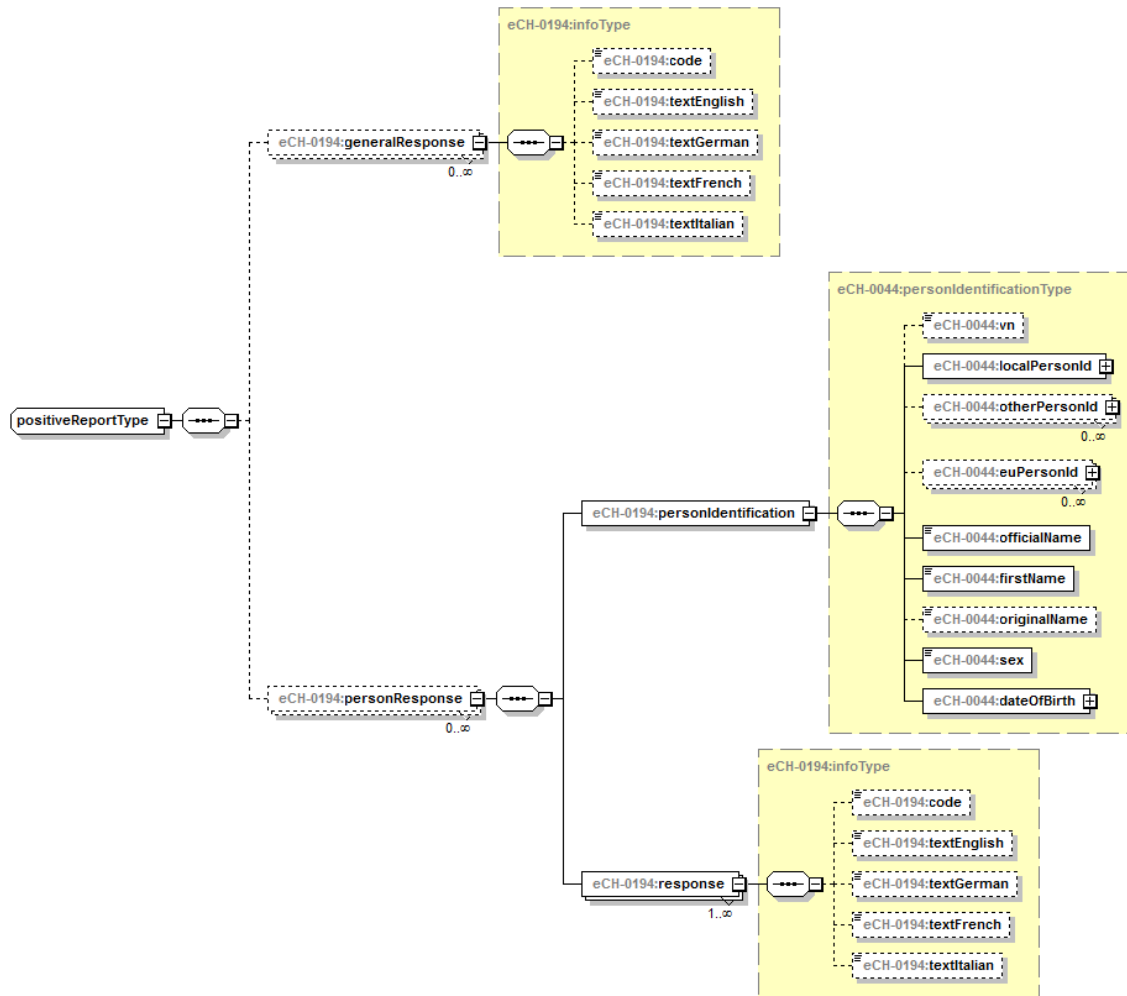 eCH-0194:infoType
eCH-0194:code
eCH-0194:textEnglish
eCH-0194:generalResponse
0..∞
eCH-0194:textGerman
eCH-0194:textFrench
eCH-0194:textItalian
positiveReportType
eCH-0044:personIdentificationType
eCH-0044:vn
eCH-0044:localPersonId
eCH-0044:otherPersonId
0..∞
eCH-0044:euPersonId
0..∞
eCH-0194:personIdentification
eCH-0044:officialName
eCH-0044:firstName
eCH-0044:originalName
eCH-0044:sex
eCH-0044:dateOfBirth
eCH-0194:personResponse
0..∞
eCH-0194:infoType
eCH-0194:code
eCH-0194:textEnglish
eCH-0194:response
1..∞
eCH-0194:textGerman
eCH-0194:textFrench
eCH-0194:textItalian